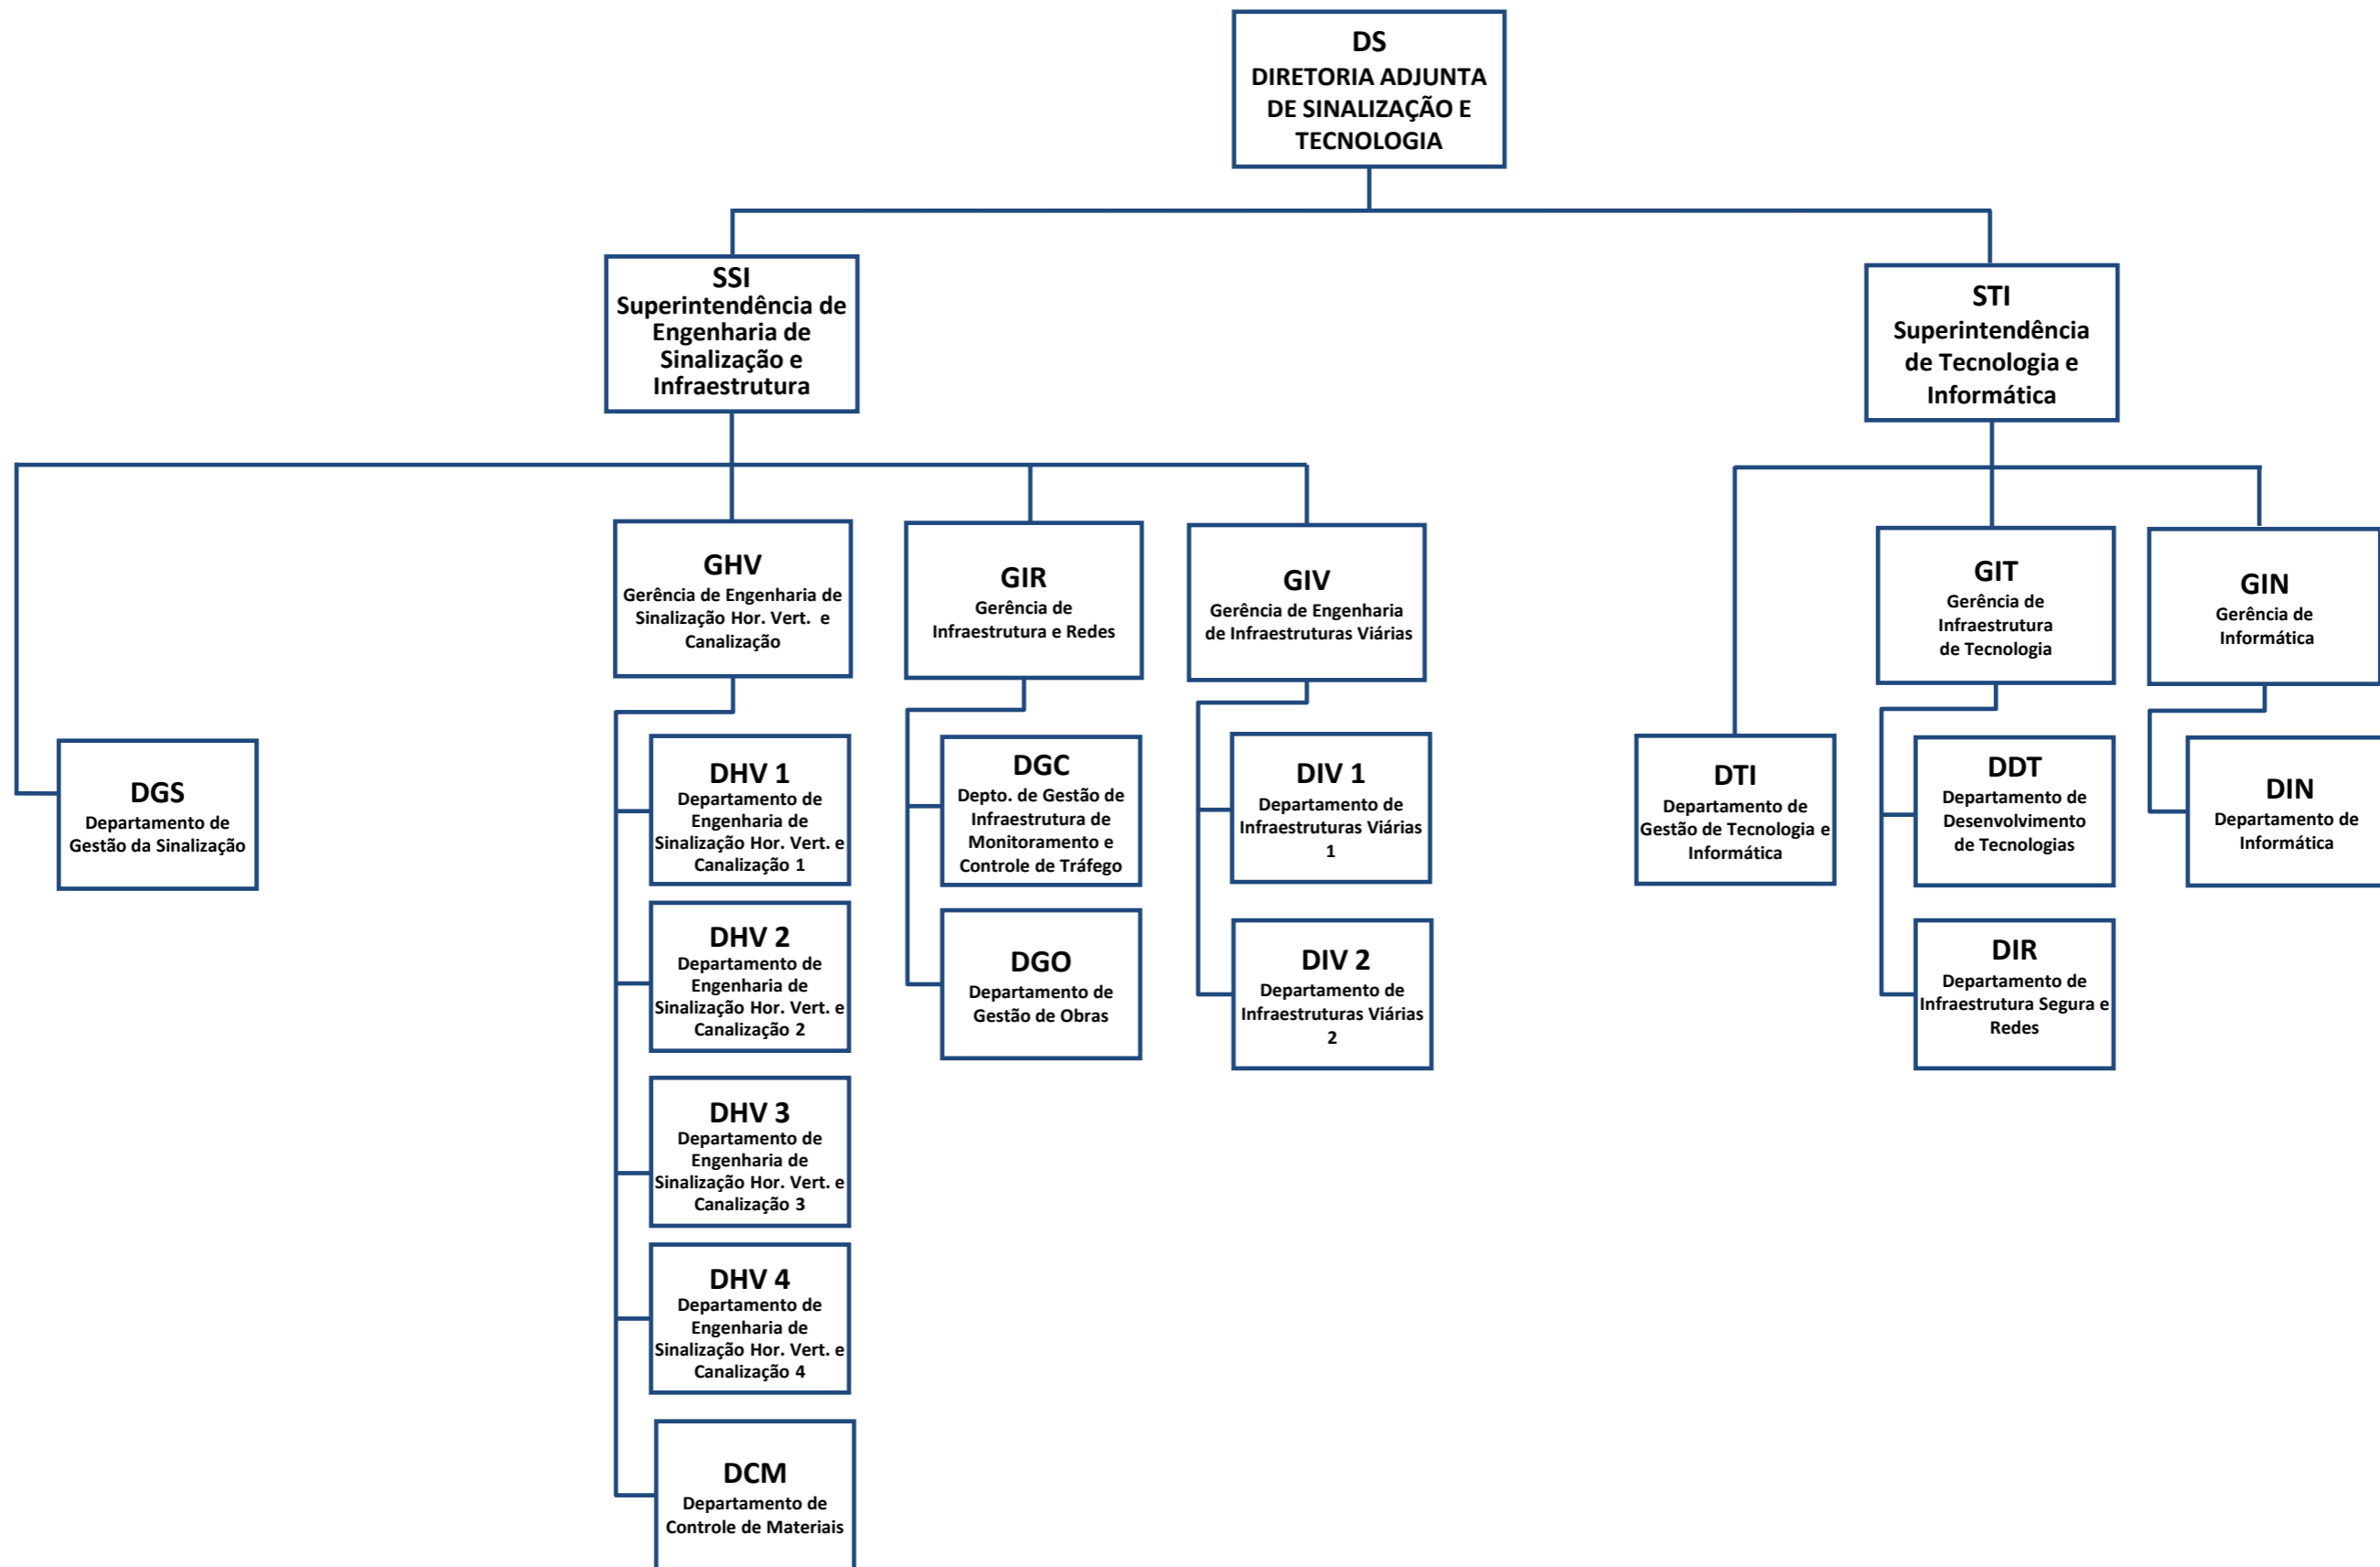 DS
DIRETORIA ADJUNTA
DE SINALIZAÇÃO E
TECNOLOGIA
SSI
Superintendência de
Engenharia de
Sinalização e
Infraestrutura
STI
Superintendência
de Tecnologia e
Informática
GHV
Gerência de Engenharia de
Sinalização Hor. Vert. e
Canalização
GIR
Gerência de
Infraestrutura e Redes
GIV
Gerência de Engenharia
de Infraestruturas Viárias
GIT
Gerência de
Infraestrutura
de Tecnologia
GIN
Gerência de
Informática
DGS
Departamento de
Gestão da Sinalização
DHV 1
Departamento de
Engenharia de
Sinalização Hor. Vert. e
Canalização 1
DGC
Depto. de Gestão de
Infraestrutura de
Monitoramento e
Controle de Tráfego
DIV 1
Departamento de
Infraestruturas Viárias
1
DTI
Departamento de
Gestão de Tecnologia e
Informática
DDT
Departamento de
Desenvolvimento
de Tecnologias
DIN
Departamento de
Informática
DHV 2
Departamento de
Engenharia de
Sinalização Hor. Vert. e
Canalização 2
DGO
Departamento de
Gestão de Obras
DIV 2
Departamento de
Infraestruturas Viárias
2
DIR
Departamento de
Infraestrutura Segura e
Redes
DHV 3
Departamento de
Engenharia de
Sinalização Hor. Vert. e
Canalização 3
DHV 4
Departamento de
Engenharia de
Sinalização Hor. Vert. e
Canalização 4
DCM
Departamento de
Controle de Materiais